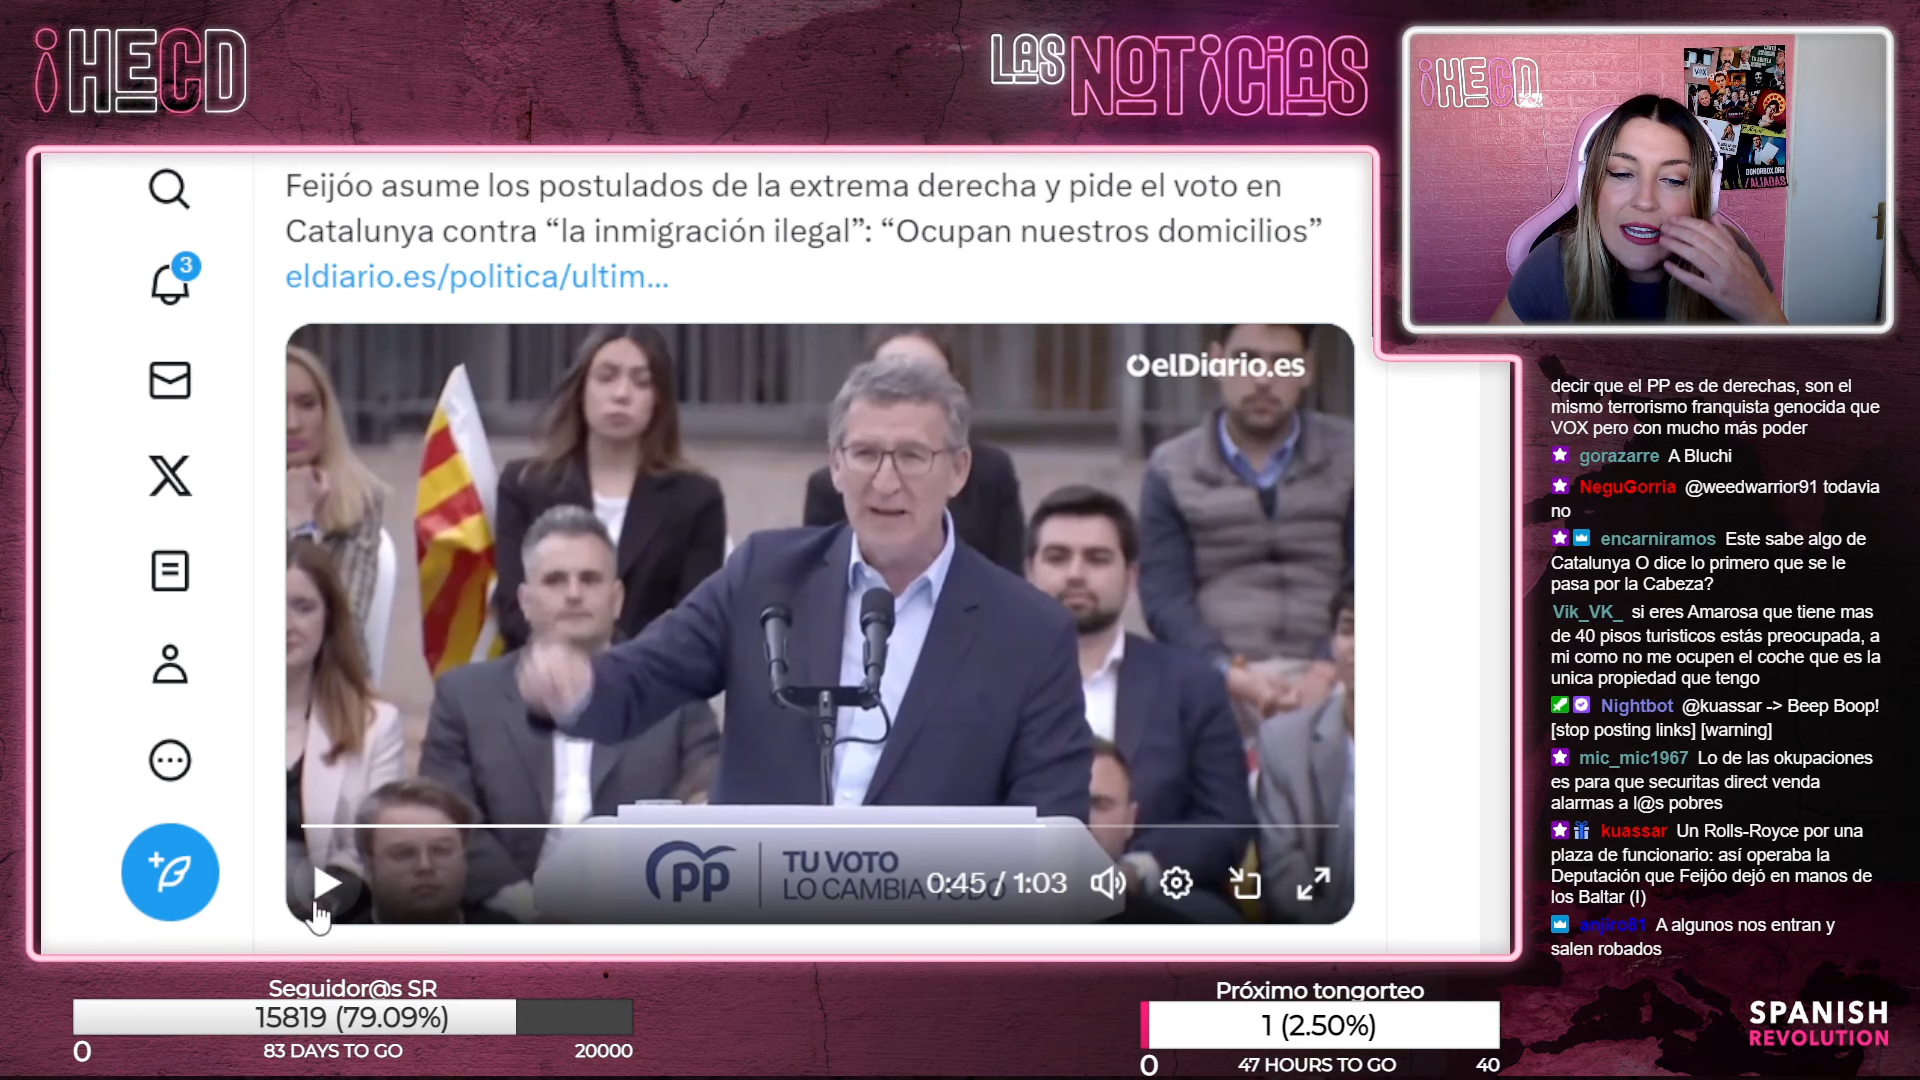 ¡HECD
LAS NOTICIAS
¡HECD
VOX
DONORBOX.ORG
/ALIADAS
3
Feijóo asume los postulados de la extrema derecha y pide el voto en
Catalunya contra “la inmigración ilegal”: “Ocupan nuestros domicilios”
eldiario.es/politica/ultim...
elDiario.es
pp
TU VOTO
LO CAMBIA TODO
0:45 / 1:03
decir que el PP es de derechas, son el
mismo terrorismo franquista genocida que
VOX pero con mucho más poder
gorazarre A Bluchi
NeguGorria @weedwarrior91 todavia
no
encarniramos Este sabe algo de
Catalunya O dice lo primero que se le
pasa por la Cabeza?
Vik_VK_ si eres Amarosa que tiene mas
de 40 pisos turisticos estás preocupada, a
mi como no me ocupen el coche que es la
unica propiedad que tengo
Nightbot @kuassar -> Beep Boop!
[stop posting links] [warning]
mic_mic1967 Lo de las okupaciones
es para que securitas direct venda
alarmas a l@s pobres
kuassar Un Rolls-Royce por una
plaza de funcionario: así operaba la
Deputación que Feijóo dejó en manos de
los Baltar (I)
anjiro81 A algunos nos entran y
salen robados
Seguidor@s SR
15819 (79.09%)
0 83 DAYS TO GO 20000
Próximo tongorteo
1 (2.50%)
0 47 HOURS TO GO 40
SPANISH
REVOLUTION